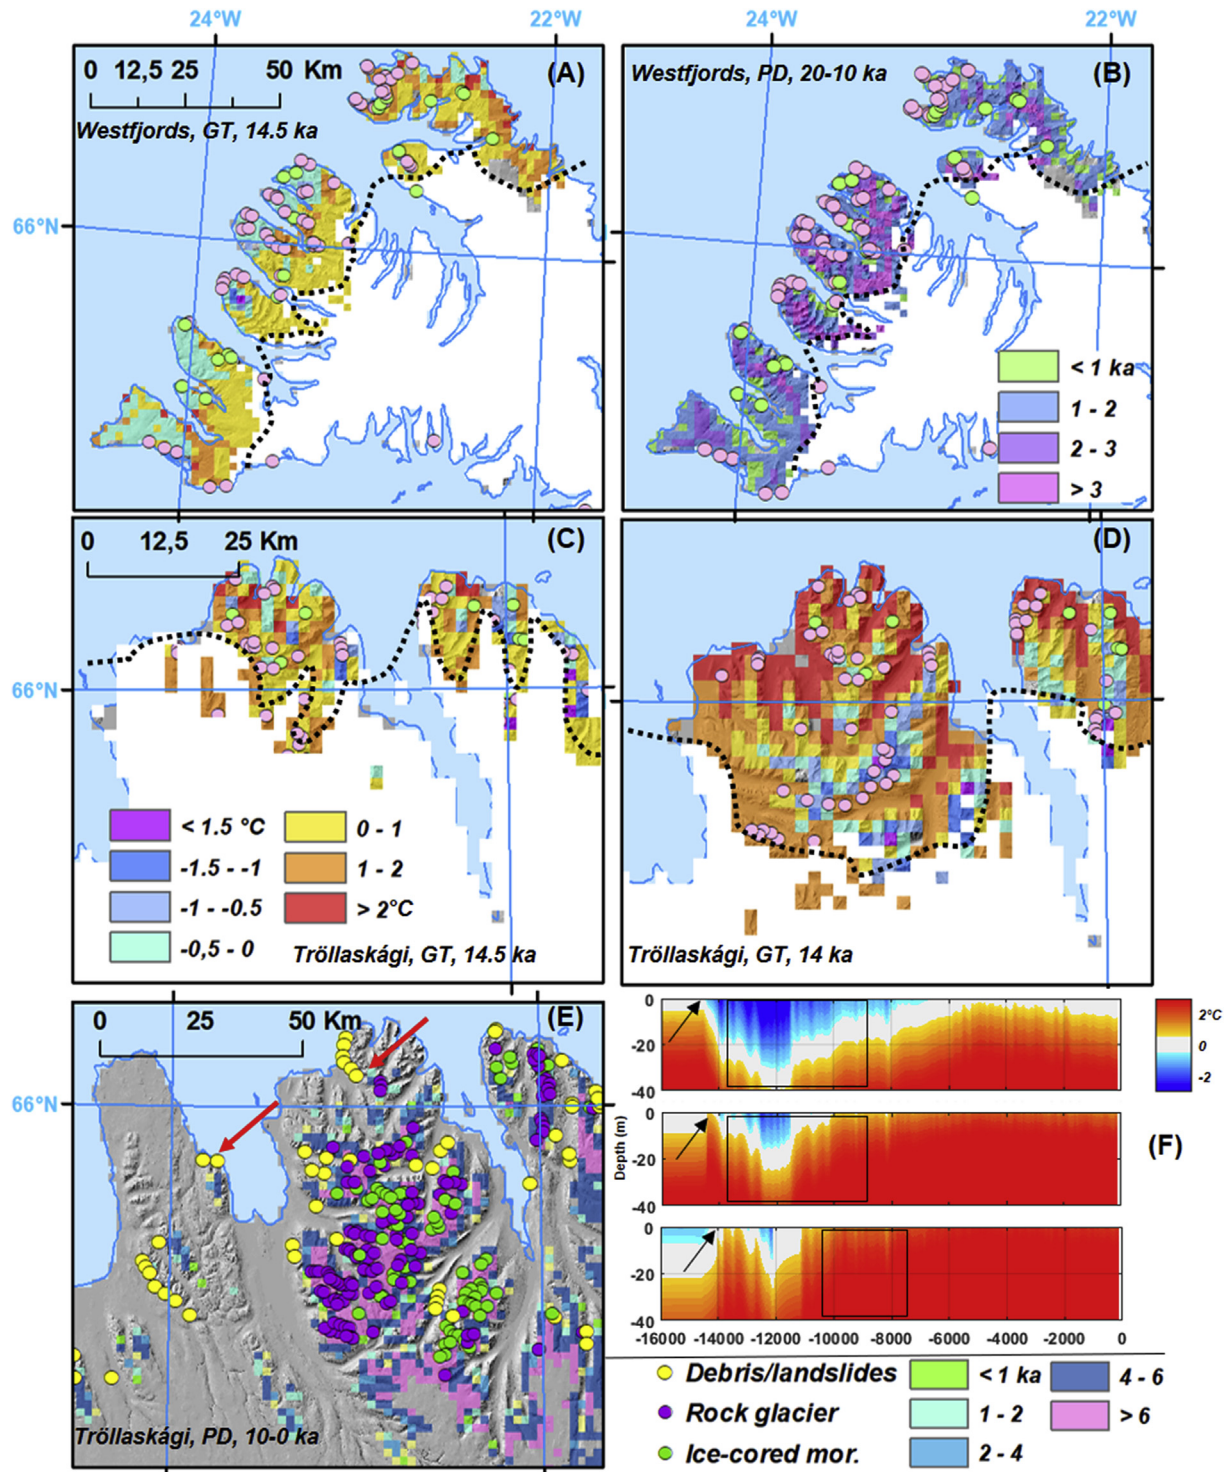 24°W 22°W 24°W 22°W
0 12,5 25 50 Km (A)
Westfjords, GT, 14.5 ka
Westfjords, PD, 20-10 ka (B)
66°N
< 1 ka
1 - 2
2 - 3
> 3
0 12,5 25 Km (C)
(D)
66°N
< 1.5 °C 0 - 1
-1.5 - -1 1 - 2
-1 - -0.5 > 2°C
-0,5 - 0
Tröllaskági, GT, 14.5 ka
Tröllaskági, GT, 14 ka
0 25 50 Km (E)
66°N
Tröllaskági, PD, 10-0 ka
0
-20
-40
2°C
0
-2
0
-20
-40
Depth (m)
(F)
0
-20
-40
-16000 -14000 -12000 -10000 -8000 -6000 -4000 -2000 0
Debris/landslides < 1 ka 4 - 6
Rock glacier 1 - 2 > 6
Ice-cored mor. 2 - 4